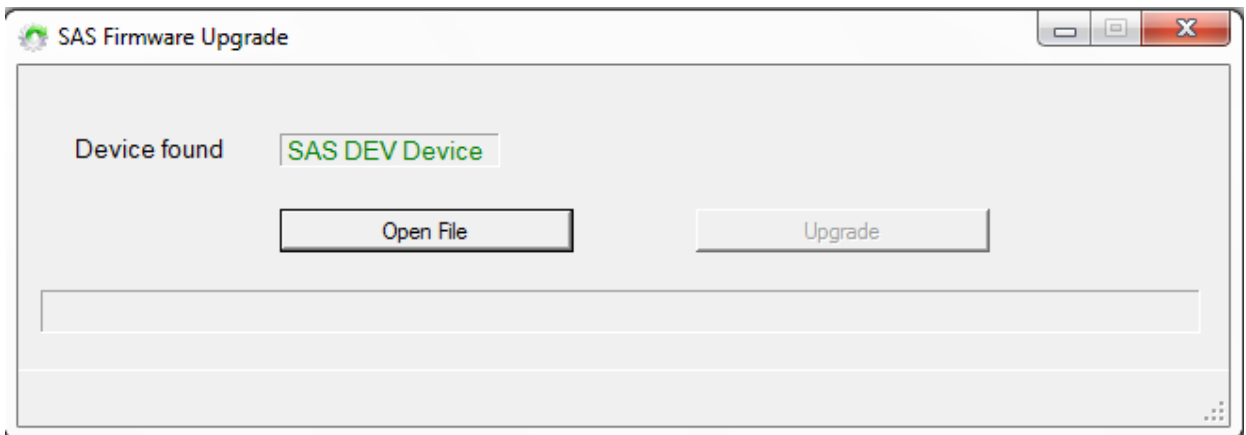 SAS Firmware Upgrade
Device found SAS DEV Device
Open File Upgrade